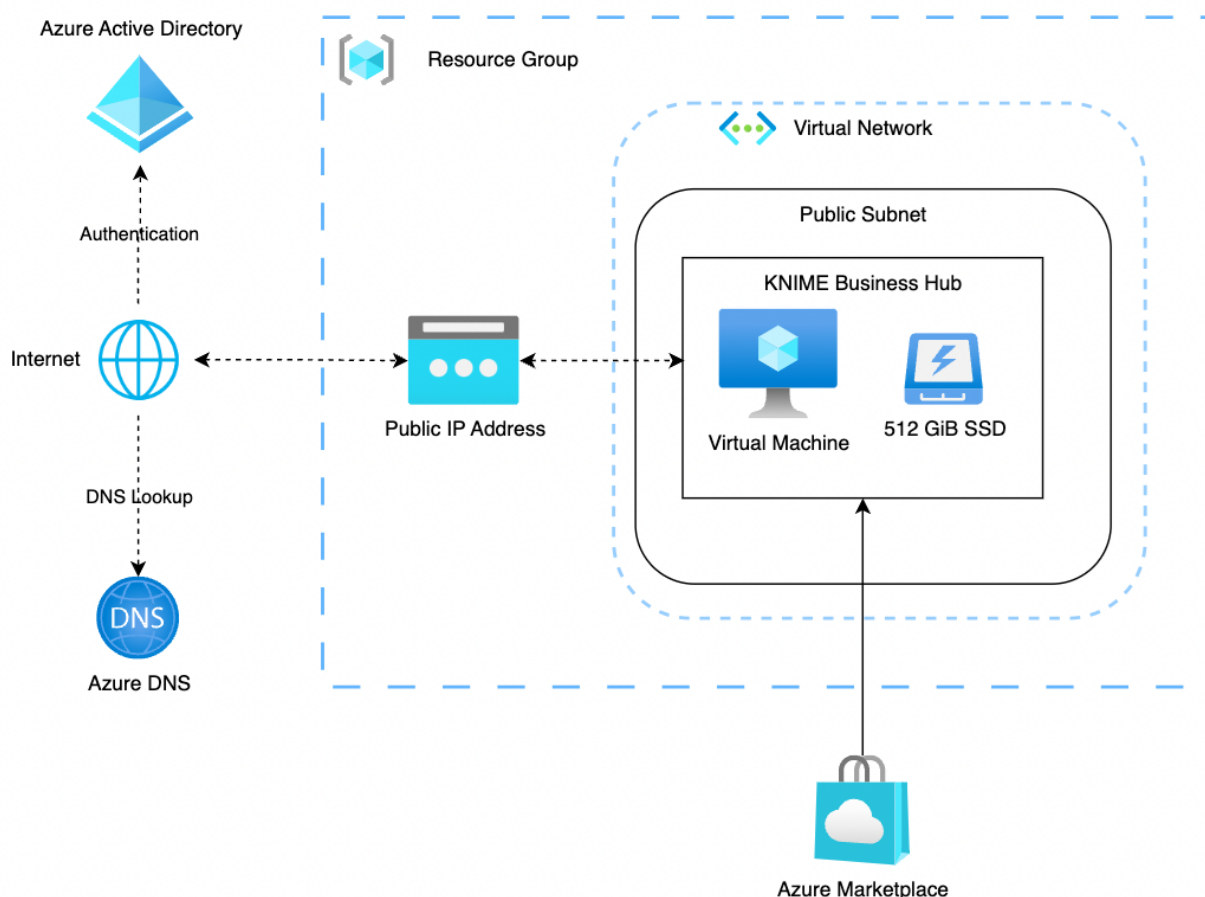 Azure Active Directory
Resource Group
Virtual Network
Public Subnet
Authentication
KNIME Business Hub
Internet
Public IP Address
Virtual Machine
512 GiB SSD
DNS Lookup
DNS
Azure DNS
Azure Marketplace